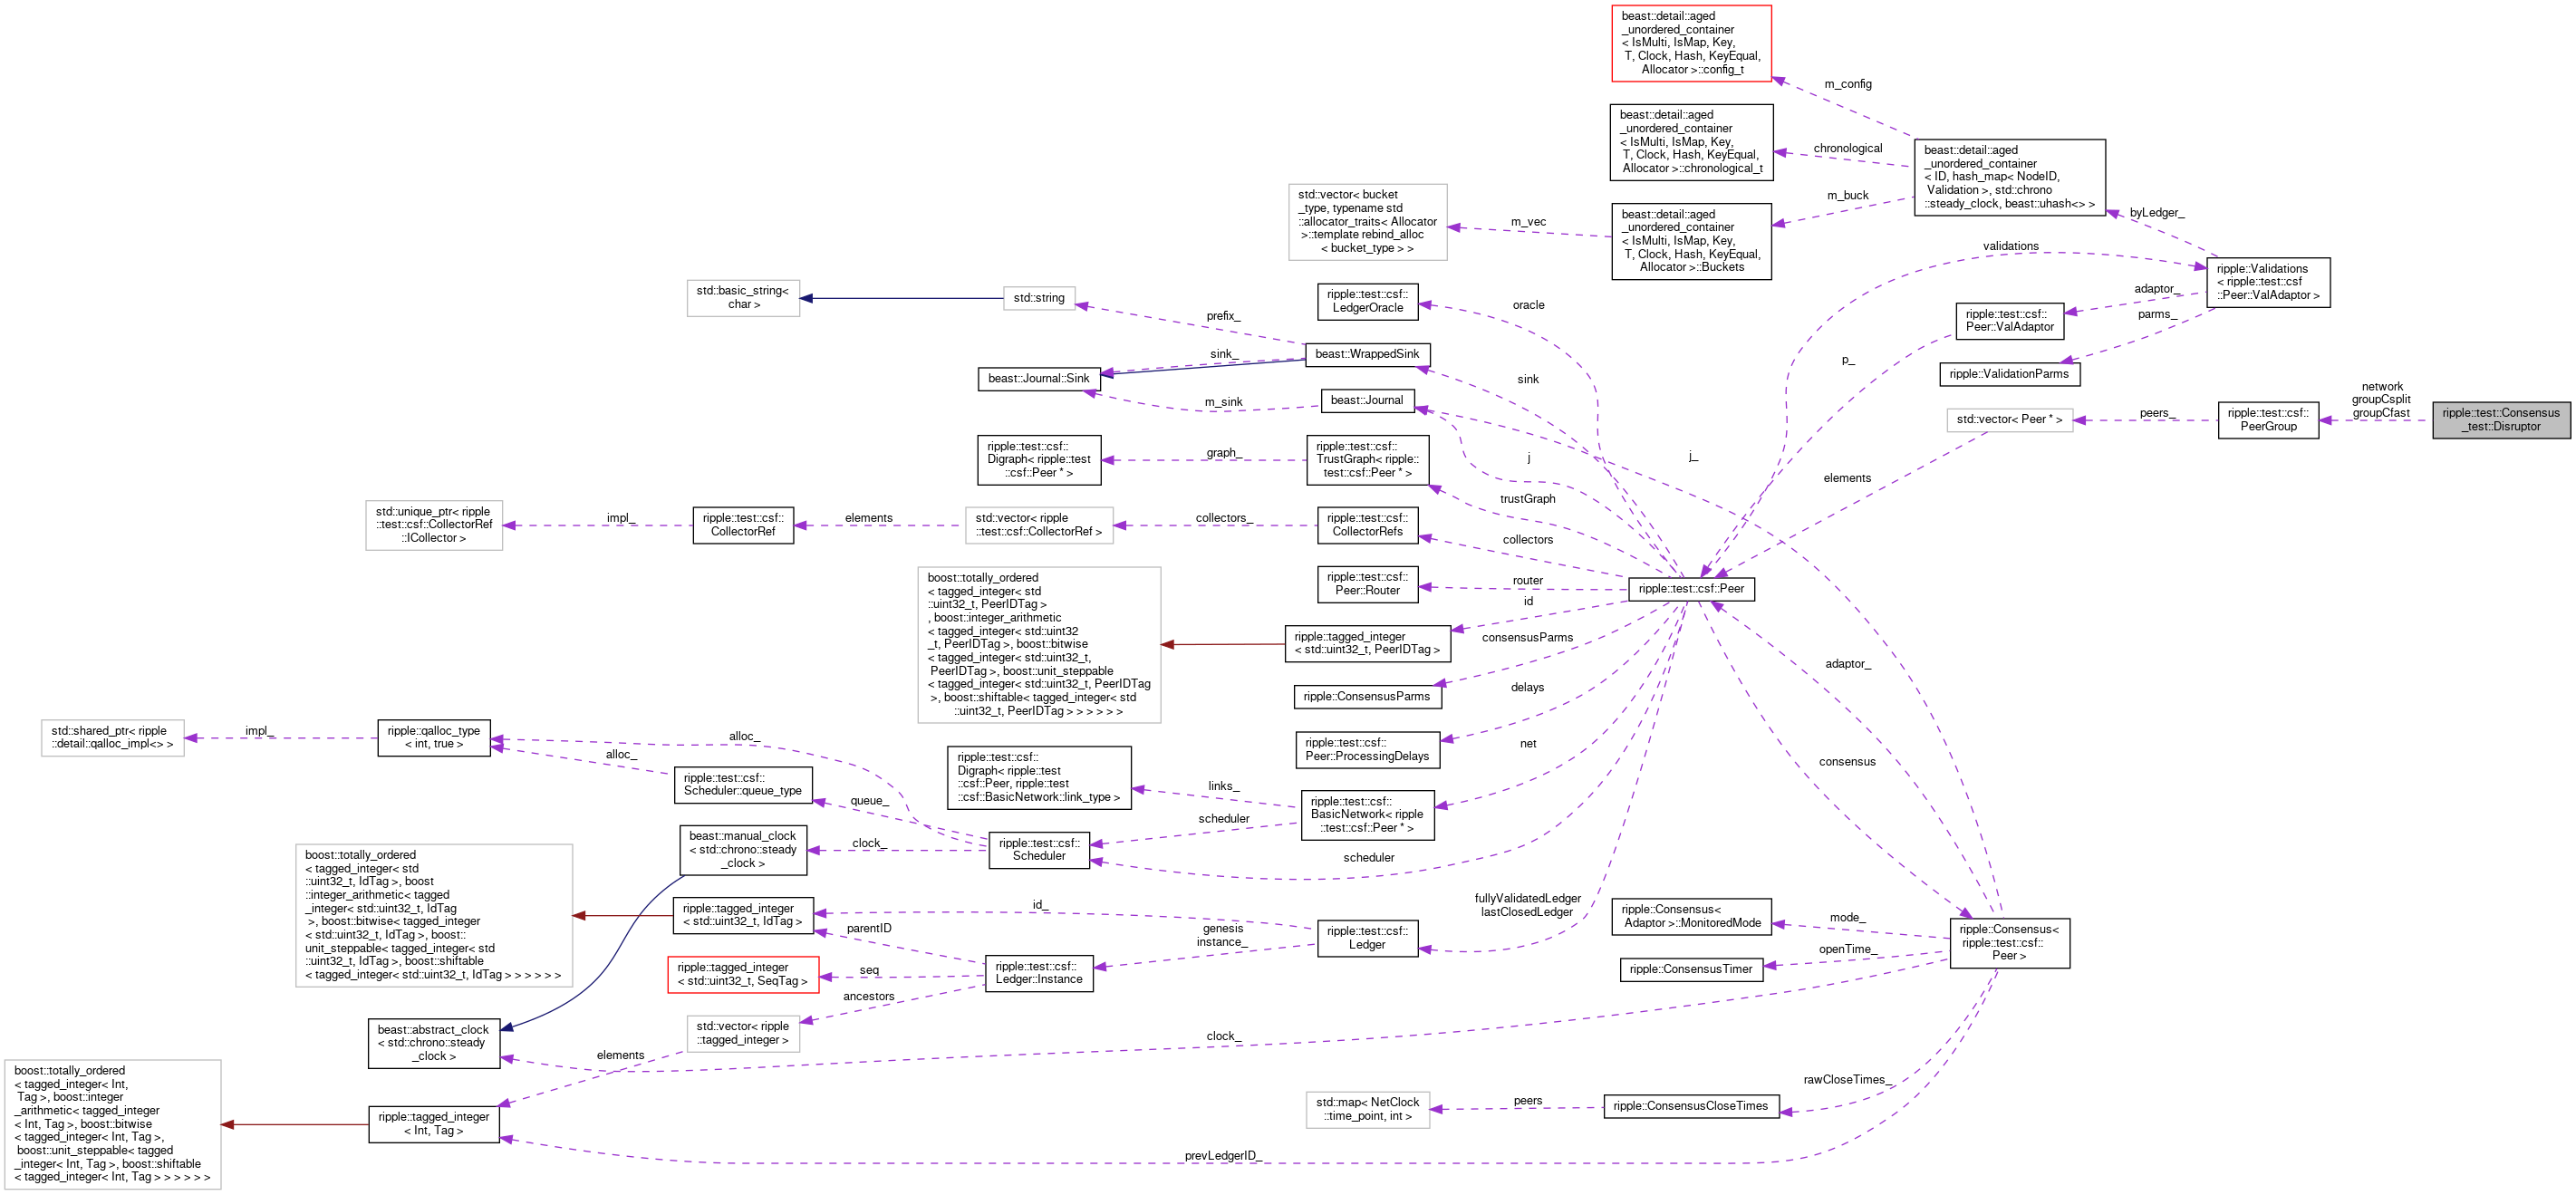 beast::detail::aged
_unordered_container
< IsMulti, IsMap, Key,
T, Clock, Hash, KeyEqual,
Allocator >::config_t
m_config
beast::detail::aged
_unordered_container
< IsMulti, IsMap, Key,
T, Clock, Hash, KeyEqual,
Allocator >::chronological_t
chronological
beast::detail::aged
_unordered_container
< ID, hash_map< NodeID,
Validation >, std::chrono
::steady_clock, beast::uhash<> >
m_buck
std::vector< bucket
_type, typename std
::allocator_traits< Allocator
>::template rebind_alloc
< bucket_type > >
m_vec
beast::detail::aged
_unordered_container
< IsMulti, IsMap, Key,
T, Clock, Hash, KeyEqual,
Allocator >::Buckets
byLedger_
validations
ripple::Validations
< ripple::test::csf
::Peer::ValAdaptor >
adaptor_
parms_
ripple::test::csf::
Peer::ValAdaptor
p_
ripple::ValidationParms
std::basic_string<
char >
std::string
prefix_
ripple::test::csf::
LedgerOracle
oracle
beast::WrappedSink
sink_
sink
beast::Journal::Sink
m_sink
beast::Journal
j
j_
network
groupCsplit
groupCfast
ripple::test::Consensus
_test::Disruptor
ripple::test::csf::
PeerGroup
peers_
std::vector< Peer * >
elements
ripple::test::csf::
Digraph< ripple::test
::csf::Peer * >
graph_
ripple::test::csf::
TrustGraph< ripple::
test::csf::Peer * >
trustGraph
std::unique_ptr< ripple
::test::csf::CollectorRef
::ICollector >
impl_
ripple::test::csf::
CollectorRef
elements
std::vector< ripple
::test::csf::CollectorRef >
collectors_
ripple::test::csf::
CollectorRefs
collectors
ripple::test::csf::
Peer::Router
router
ripple::test::csf::Peer
boost::totally_ordered
< tagged_integer< std
::uint32_t, PeerIDTag >
, boost::integer_arithmetic
< tagged_integer< std::uint32
_t, PeerIDTag >, boost::bitwise
< tagged_integer< std::uint32_t,
PeerIDTag >, boost::unit_steppable
< tagged_integer< std::uint32_t, PeerIDTag
>, boost::shiftable< tagged_integer< std
::uint32_t, PeerIDTag > > > > > >
ripple::tagged_integer
< std::uint32_t, PeerIDTag >
id
consensusParms
ripple::ConsensusParms
delays
ripple::test::csf::
Peer::ProcessingDelays
net
adaptor_
consensus
std::shared_ptr< ripple
::detail::qalloc_impl<> >
impl_
ripple::qalloc_type
< int, true >
alloc_
alloc_
ripple::test::csf::
Scheduler::queue_type
queue_
ripple::test::csf::
Digraph< ripple::test
::csf::Peer, ripple::test
::csf::BasicNetwork::link_type >
links_
scheduler
ripple::test::csf::
BasicNetwork< ripple
::test::csf::Peer * >
beast::manual_clock
< std::chrono::steady
_clock >
clock_
ripple::test::csf::
Scheduler
scheduler
boost::totally_ordered
< tagged_integer< std
::uint32_t, IdTag >, boost
::integer_arithmetic< tagged
_integer< std::uint32_t, IdTag
>, boost::bitwise< tagged_integer
< std::uint32_t, IdTag >, boost::
unit_steppable< tagged_integer< std
::uint32_t, IdTag >, boost::shiftable
< tagged_integer< std::uint32_t, IdTag > > > > > >
ripple::tagged_integer
< std::uint32_t, IdTag >
id_
parentID
fullyValidatedLedger
lastClosedLedger
genesis
instance_
ripple::test::csf::
Ledger
ripple::tagged_integer
< std::uint32_t, SeqTag >
seq
ancestors
ripple::test::csf::
Ledger::Instance
ripple::Consensus<
Adaptor >::MonitoredMode
mode_
openTime_
ripple::ConsensusTimer
ripple::Consensus<
ripple::test::csf::
Peer >
beast::abstract_clock
< std::chrono::steady
_clock >
std::vector< ripple
::tagged_integer >
clock_
elements
boost::totally_ordered
< tagged_integer< Int,
Tag >, boost::integer
_arithmetic< tagged_integer
< Int, Tag >, boost::bitwise
< tagged_integer< Int, Tag >,
boost::unit_steppable< tagged
_integer< Int, Tag >, boost::shiftable
< tagged_integer< Int, Tag > > > > > >
ripple::tagged_integer
< Int, Tag >
std::map< NetClock
::time_point, int >
peers
ripple::ConsensusCloseTimes
rawCloseTimes_
prevLedgerID_